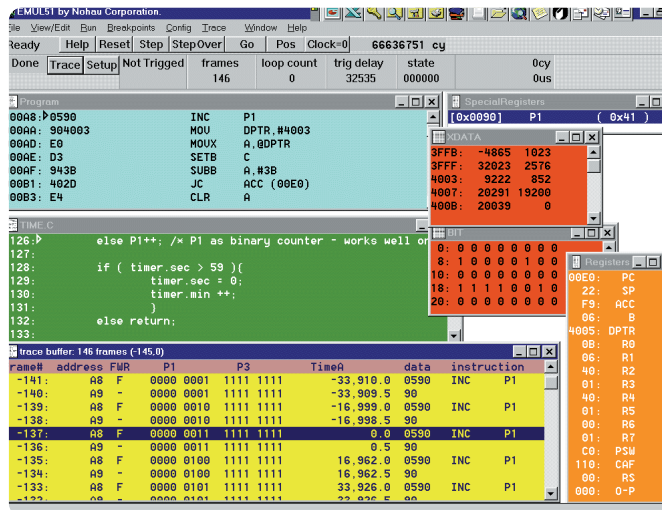 EMUL51 by Nohau Corporation.
File View/Edit Run Breakpoints Config Trace Window Help
Ready Help Reset Step StepOver Go Pos Clock=0 66636751 cy
Done Trace Setup Not Triggered frames loop count trig delay state 0cy
146 0 32535 000000 0us
Program
00A8: 0590 INC P1
00AA: 904003 MOV DPTR,#4003
00AD: E0 MOVX A,@DPTR
00AE: D3 SETB C
00AF: 943B SUBB A,#3B
00B1: 402D JC ACC (00E0)
00B3: E4 CLR A
SpecialRegisters
[0x0090] P1 ( 0x41 )
XDATA
3FFB: -4865 1023
3FFF: 32023 2576
4003: 9222 852
4007: 20291 19200
400B: 20039 0
TIME.C
126: else P1++; /* P1 as binary counter - works well on
127:
128: if ( timer.sec > 59 ){
129: timer.sec = 0;
130: timer.min ++;
131: }
132: else return;
133:
BIT
0: 0 0 0 0 0 0 0 0
8: 1 0 0 0 0 1 0 0
10: 0 0 0 0 0 0 0 0
18: 1 1 1 1 0 0 1 0
20: 0 0 0 0 0 0 0 0
Registers
00E0: PC
22: SP
F9: ACC
06: B
4005: DPTR
0B: R0
06: R1
40: R2
01: R3
40: R4
01: R5
00: R6
01: R7
C0: PSW
110: CAF
00: RS
000: O-P
trace buffer: 146 frames (-145,0)
frame# address FWR P1 P3 TimeA data instruction
-141: A8 F 0000 0001 1111 1111 -33,910.0 0590 INC P1
-140: A9 - 0000 0001 1111 1111 -33,909.5 90
-139: A8 F 0000 0010 1111 1111 -16,999.0 0590 INC P1
-138: A9 - 0000 0010 1111 1111 -16,998.5 90
-137: A8 F 0000 0011 1111 1111 0.0 0590 INC P1
-136: A9 - 0000 0011 1111 1111 0.5 90
-135: A8 F 0000 0100 1111 1111 16,962.0 0590 INC P1
-134: A9 - 0000 0100 1111 1111 16,962.5 90
-133: A8 F 0000 0101 1111 1111 33,926.0 0590 INC P1
-132: A9 - 0000 0101 1111 1111 33,926.5 90